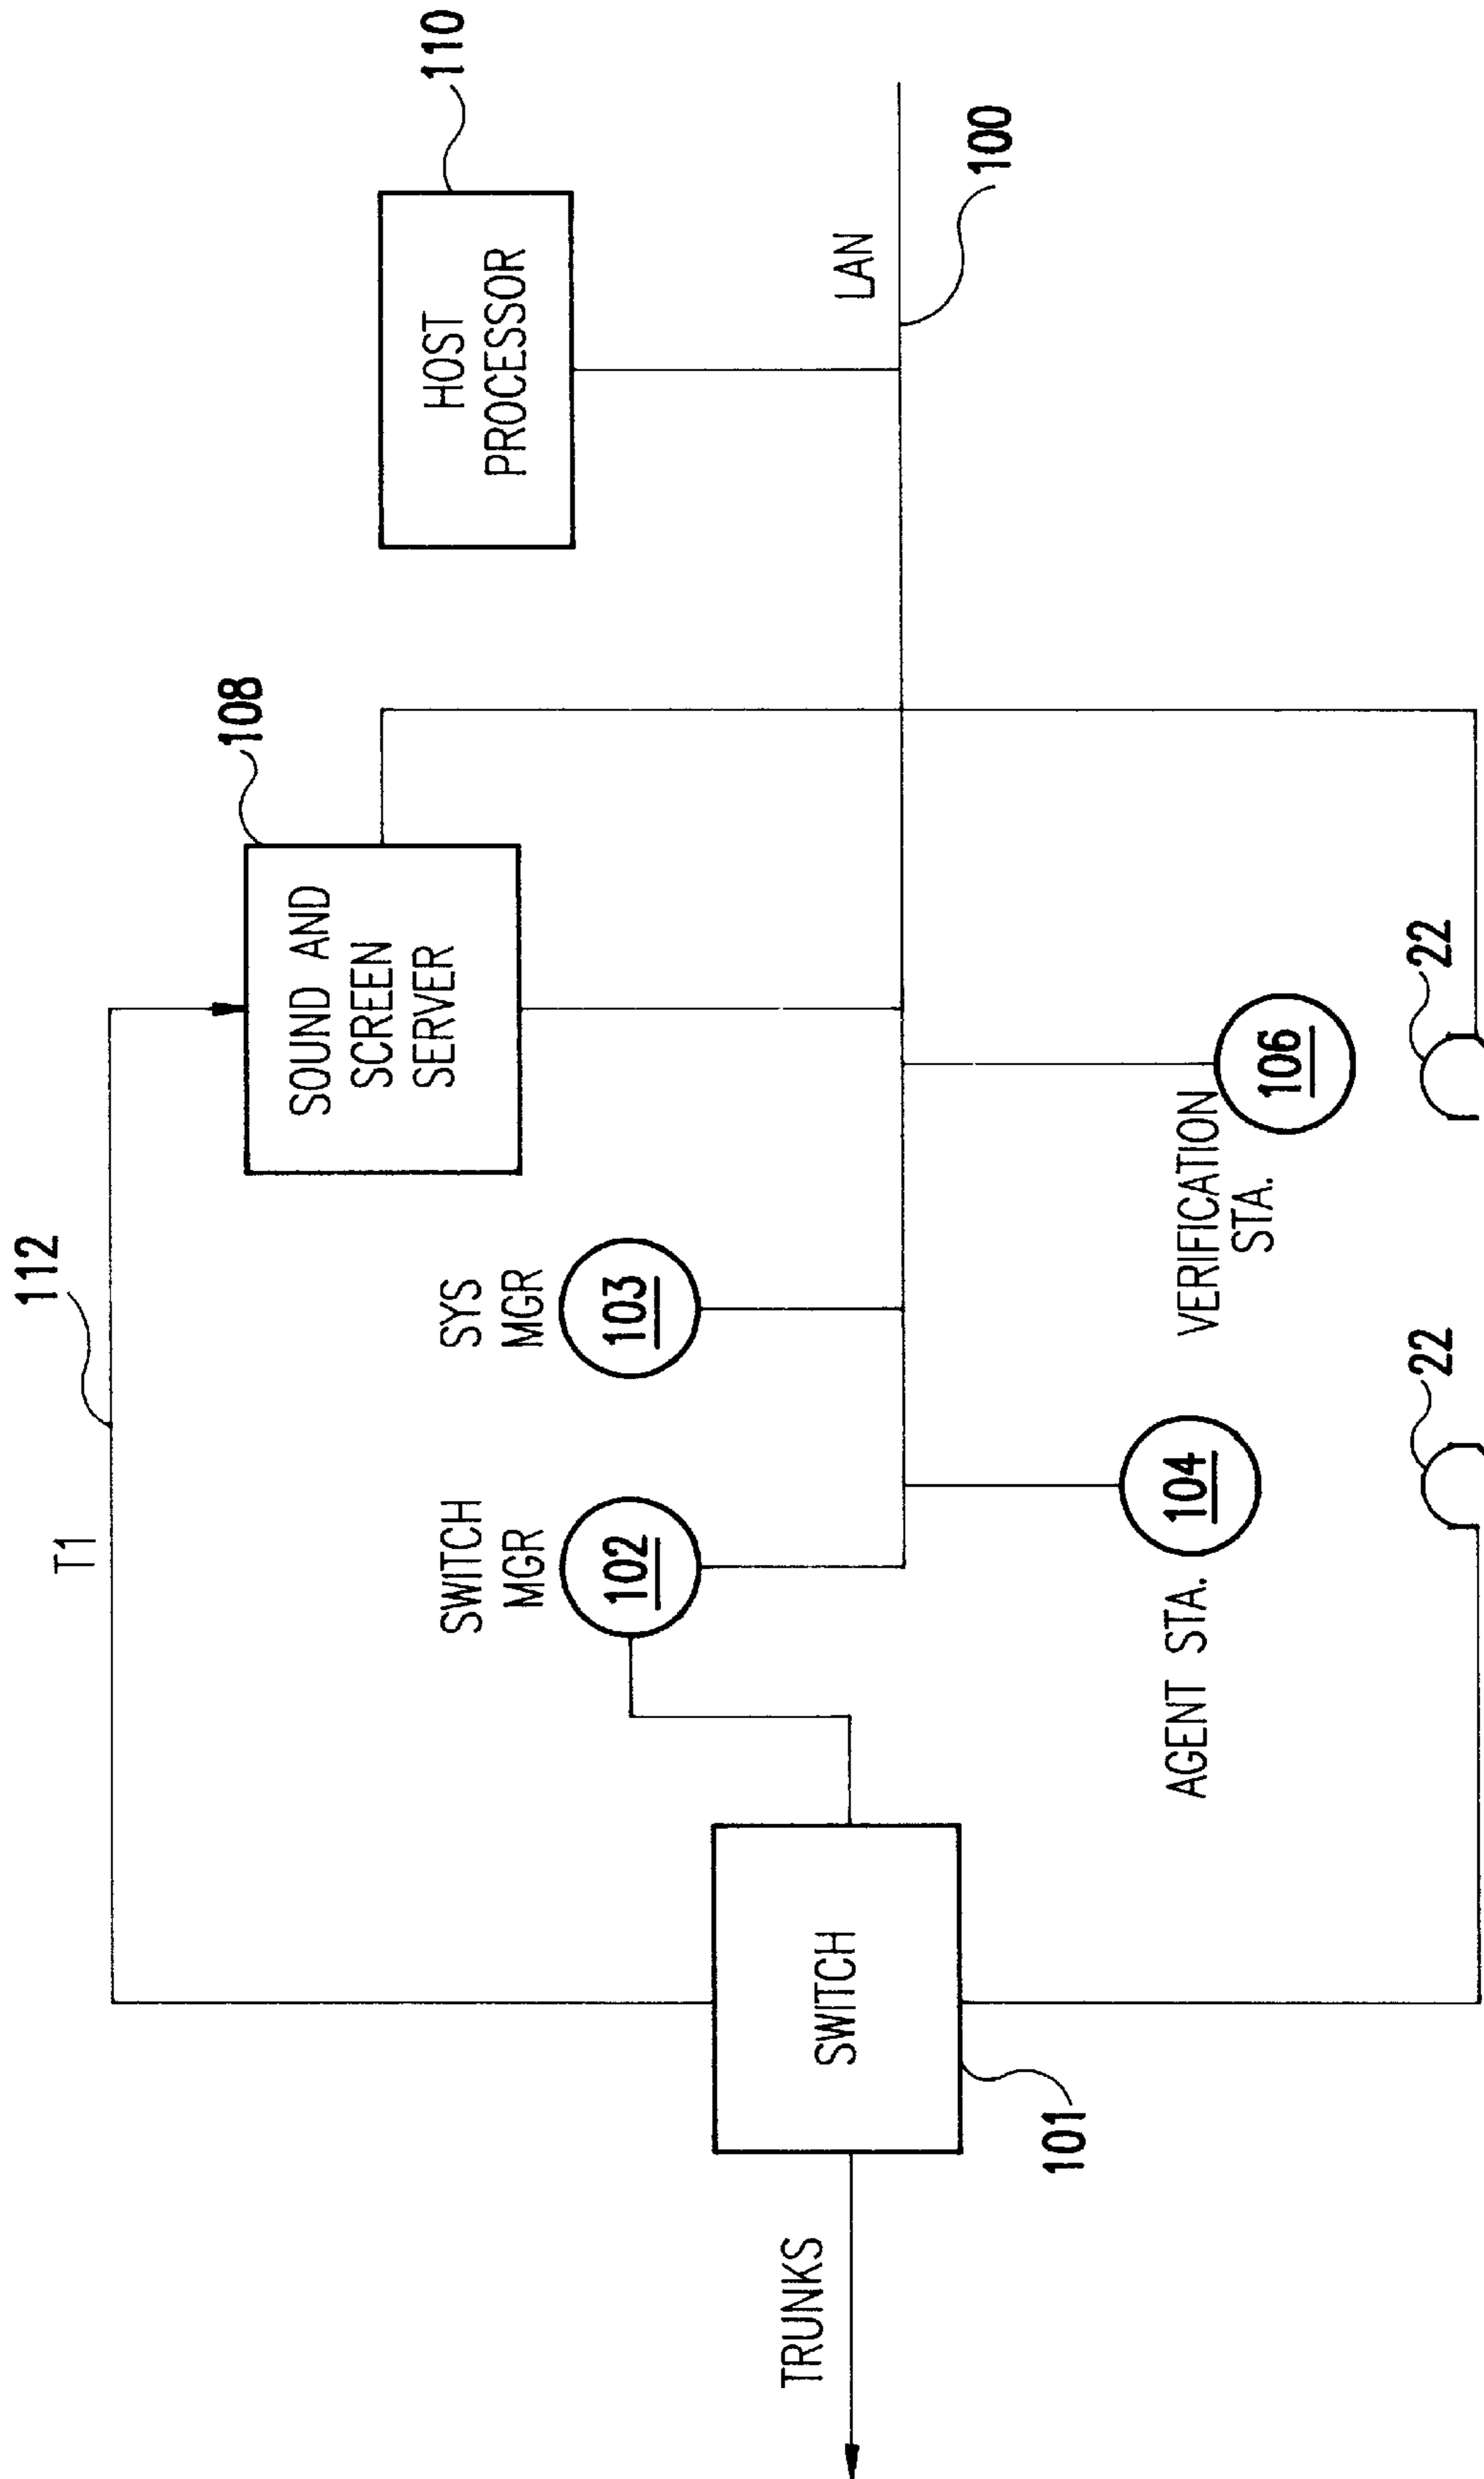 112
T1
108
SOUND AND
SCREEN
SERVER
110
HOST
PROCESSOR
SWITCH
MGR
102
SYS
MGR
103
LAN
100
TRUNKS
SWITCH
101
AGENT STA.
104
VERIFICATION
STA.
106
22
22